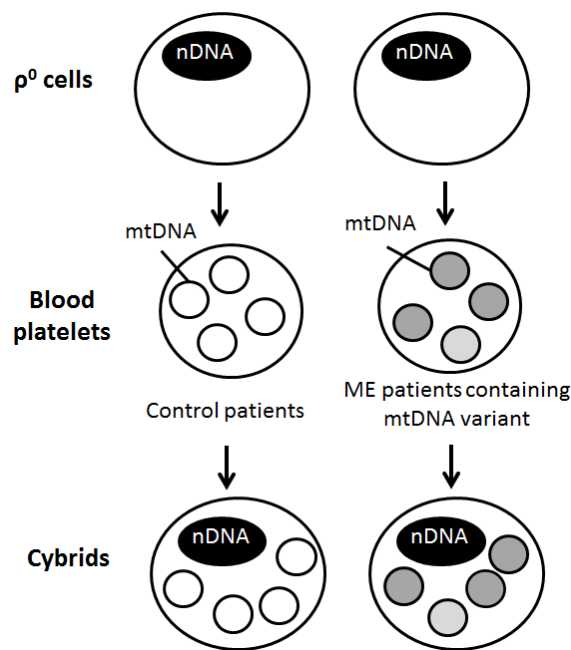 nDNA
nDNA
ρ⁰ cells
mtDNA
mtDNA
Blood
platelets
Control patients
ME patients containing
mtDNA variant
nDNA
nDNA
Cybrids